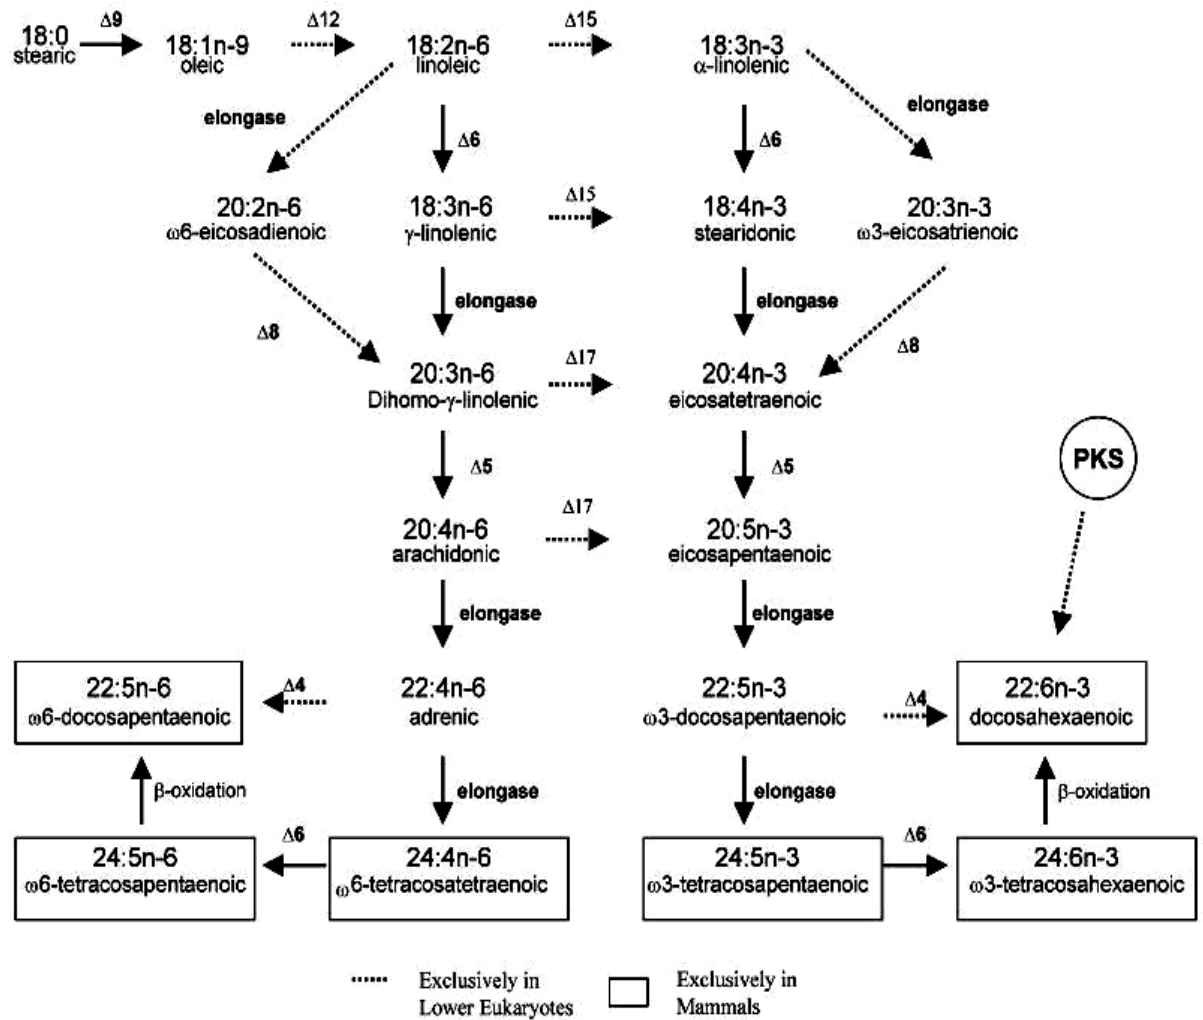 Δ9
Δ12
Δ15
18:0
stearic
18:1n-9
oleic
18:2n-6
linoleic
18:3n-3
α-linolenic
elongase
Δ6
Δ6
elongase
20:2n-6
ω6-eicosadienoic
18:3n-6
γ-linolenic
Δ15
18:4n-3
stearidonic
20:3n-3
ω3-eicosatrienoic
Δ8
elongase
elongase
Δ8
20:3n-6
Dihomo-γ-linolenic
Δ17
20:4n-3
eicosatetraenoic
Δ5
Δ5
PKS
20:4n-6
arachidonic
Δ17
20:5n-3
eicosapentaenoic
elongase
elongase
22:5n-6
ω6-docosapentaenoic
Δ4
22:4n-6
adrenic
22:5n-3
ω3-docosapentaenoic
Δ4
22:6n-3
docosahexaenoic
β-oxidation
elongase
elongase
β-oxidation
24:5n-6
ω6-tetracosapentaenoic
Δ6
24:4n-6
ω6-tetracosatetraenoic
24:5n-3
ω3-tetracosapentaenoic
Δ6
24:6n-3
ω3-tetracosahexaenoic
Exclusively in
Lower Eukaryotes
Exclusively in
Mammals